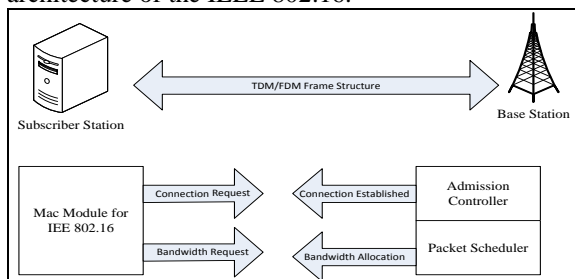 architecture of the IEEE 802.16.
TDM/FDM Frame Structure
Subscriber Station
Base Station
Connection Request
Connection Established
Admission
Controller
Mac Module for
IEE 802.16
Bandwidth Request
Bandwidth Allocation
Packet Scheduler